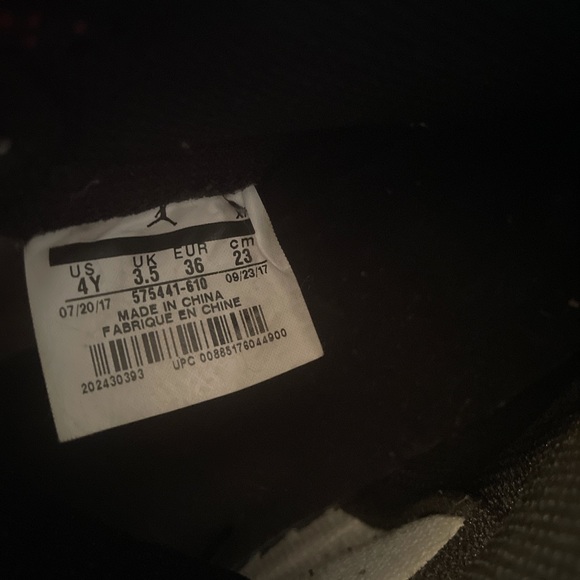 US UK EUR cm
4Y 3.5 36 23
07/20/17 575441-610 09/23/17
MADE IN CHINA
FABRIQUE EN CHINE
202430393 UPC 00885178044900